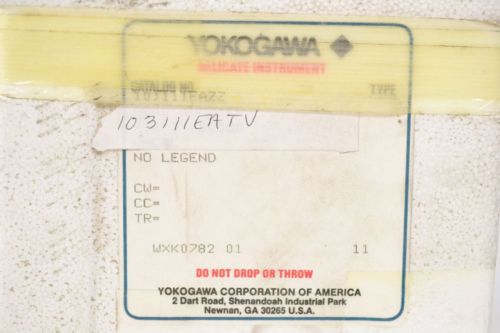 YOKOGAWA
DELICATE INSTRUMENT
CATALOG NO. TYPE
103111EAZZ
103111EATV
NO LEGEND
CW=
CC=
TR=
WXK0782 01 11
DO NOT DROP OR THROW
YOKOGAWA CORPORATION OF AMERICA
2 Dart Road, Shenandoah Industrial Park
Newnan, GA 30265 U.S.A.